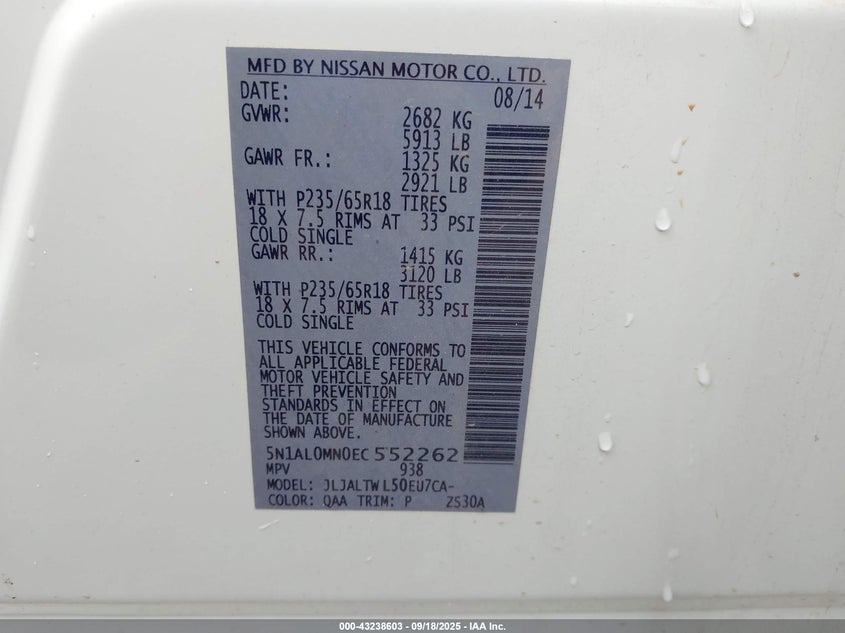 MFD BY NISSAN MOTOR CO., LTD.
DATE: 08/14
GVWR: 2682 KG
5913 LB
GAWR FR.: 1325 KG
2921 LB
WITH P235/65R18 TIRES
18 X 7.5 RIMS AT 33 PSI
COLD SINGLE
GAWR RR.: 1415 KG
3120 LB
WITH P235/65R18 TIRES
18 X 7.5 RIMS AT 33 PSI
COLD SINGLE
THIS VEHICLE CONFORMS TO
ALL APPLICABLE FEDERAL
MOTOR VEHICLE SAFETY AND
THEFT PREVENTION
STANDARDS IN EFFECT ON
THE DATE OF MANUFACTURE
SHOWN ABOVE.
5N1AL0MN0EC552262
MPV 938
MODEL: JLJALTWL50EU7CA-
COLOR: QAA TRIM: P ZS30A
000-43238603 - 09/18/2025 - IAA Inc.